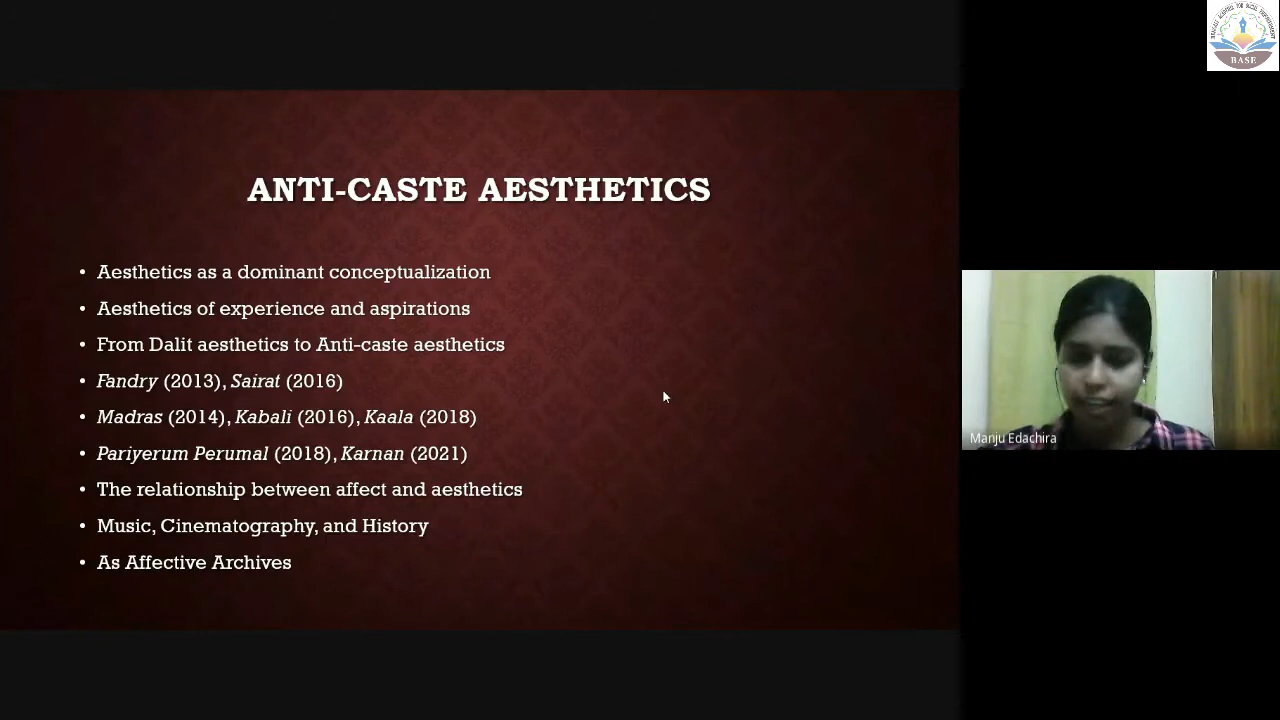 ANTI-CASTE AESTHETICS
• Aesthetics as a dominant conceptualization
• Aesthetics of experience and aspirations
• From Dalit aesthetics to Anti-caste aesthetics
• Fandry (2013), Sairat (2016)
• Madras (2014), Kabali (2016), Kaala (2018)
• Pariyerum Perumal (2018), Karnan (2021)
• The relationship between affect and aesthetics
• Music, Cinematography, and History
• As Affective Archives
Manju Edachira
BASE